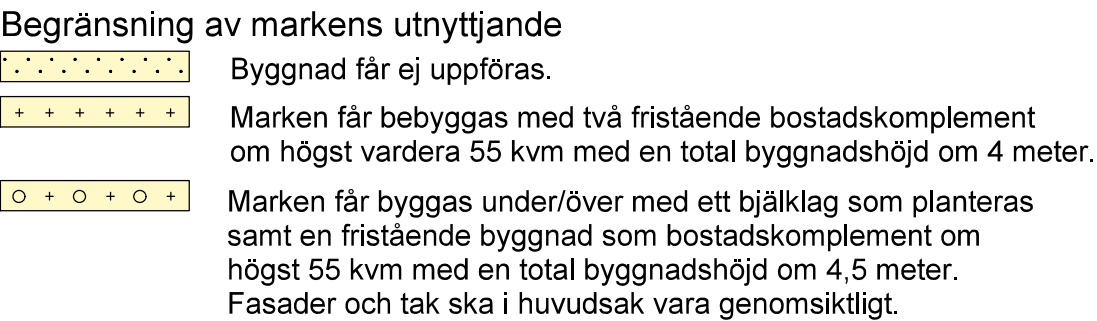 Begränsning av markens utnyttjande
Byggnad får ej uppföras.
Marken får bebyggas med två fristående bostadskomplement
om högst vardera 55 kvm med en total byggnadshöjd om 4 meter.
Marken får byggas under/över med ett bjälklag som planteras
samt en fristående byggnad som bostadskomplement om
högst 55 kvm med en total byggnadshöjd om 4,5 meter.
Fasader och tak ska i huvudsak vara genomsiktligt.